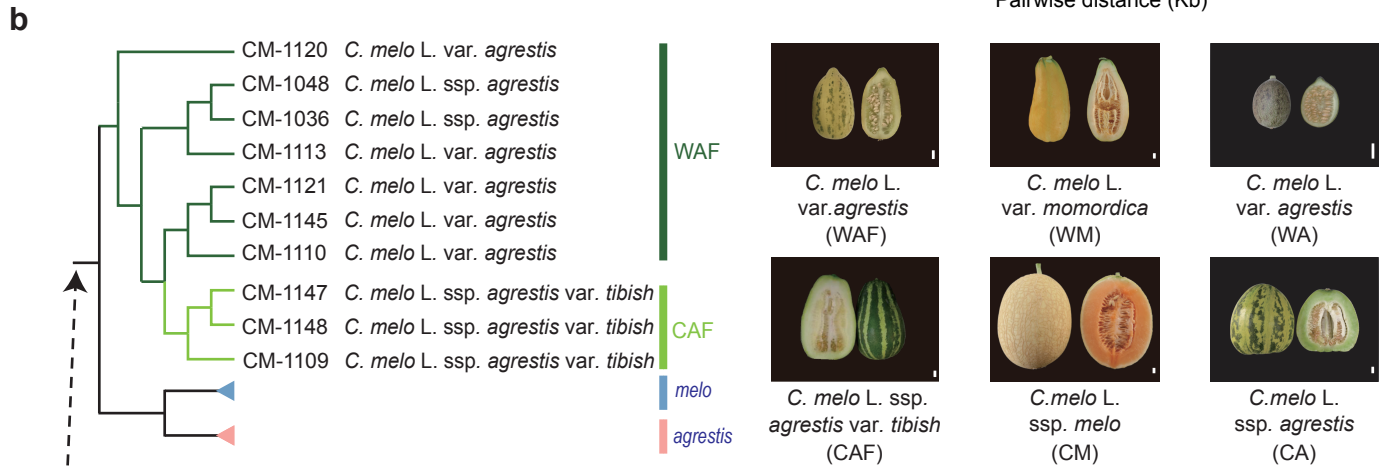 Pairwise distance (Kb)
b
CM-1120 C. melo L. var. agrestis
CM-1048 C. melo L. ssp. agrestis
CM-1036 C. melo L. ssp. agrestis
CM-1113 C. melo L. var. agrestis
CM-1121 C. melo L. var. agrestis
CM-1145 C. melo L. var. agrestis
CM-1110 C. melo L. var. agrestis
CM-1147 C. melo L. ssp. agrestis var. tibish
CM-1148 C. melo L. ssp. agrestis var. tibish
CM-1109 C. melo L. ssp. agrestis var. tibish
WAF
CAF
melo
agrestis
C. melo L.
var.agrestis
(WAF)
C. melo L.
var. momordica
(WM)
C. melo L.
var. agrestis
(WA)
C. melo L. ssp.
agrestis var. tibish
(CAF)
C.melo L.
ssp. melo
(CM)
C.melo L.
ssp. agrestis
(CA)